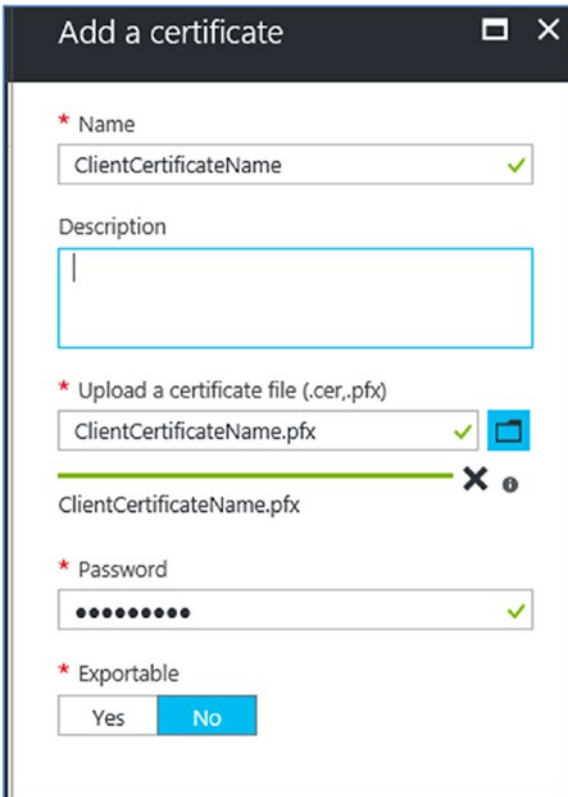 Add a certificate
* Name
ClientCertificateName
Description
* Upload a certificate file (.cer,.pfx)
ClientCertificateName.pfx
ClientCertificateName.pfx
* Password
•••••••••
* Exportable
Yes No